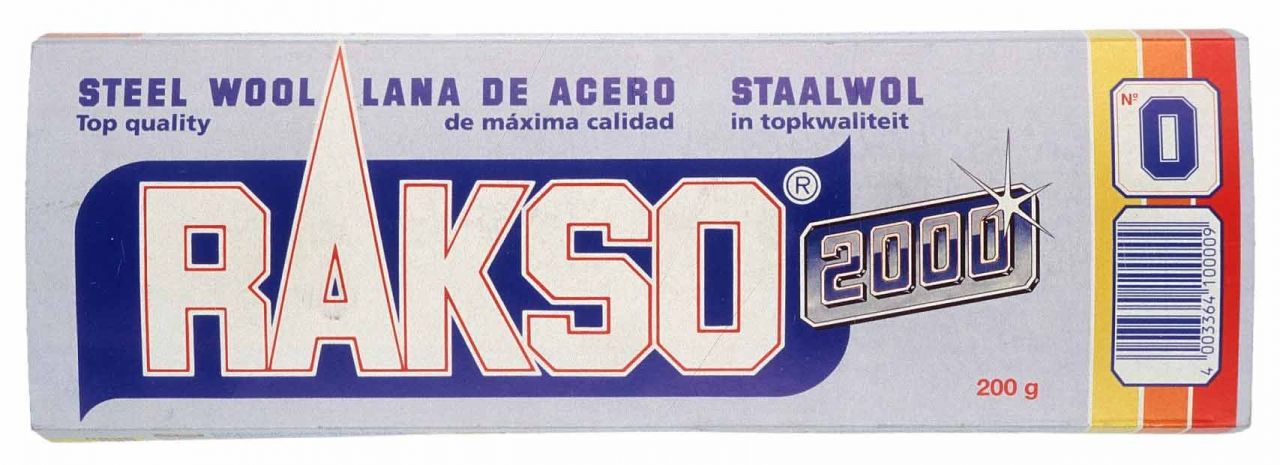 STEEL WOOL
Top quality
LANA DE ACERO
de máxima calidad
STAALWOL
in topkwaliteit
RAKSO®
2000
200 g
Nº
0
4 003364 100009